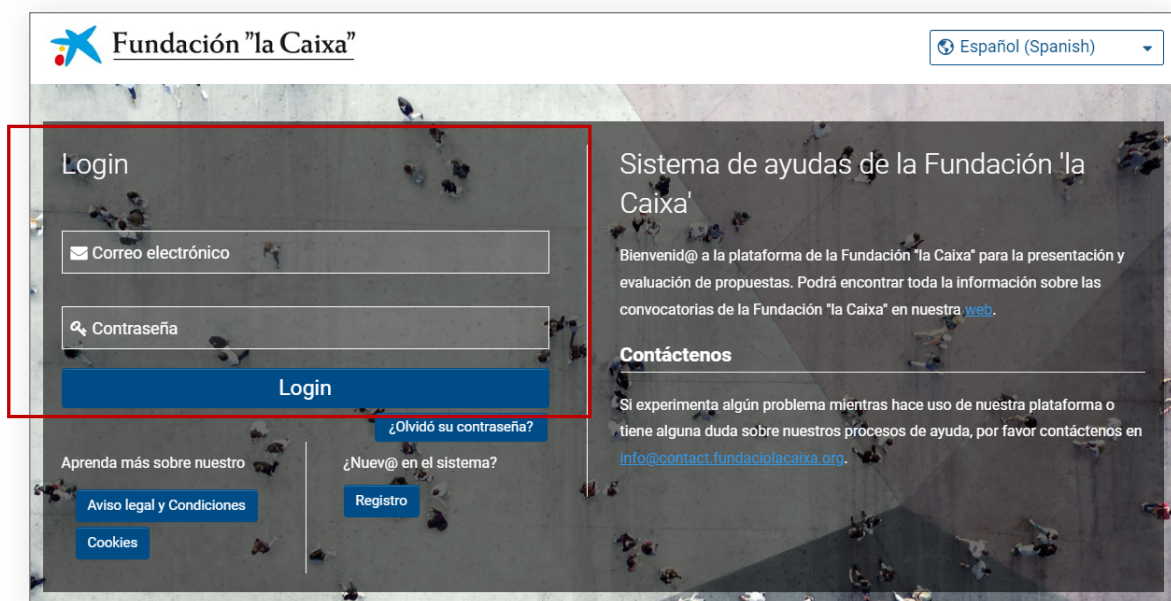 Fundación "la Caixa"
Español (Spanish)
Login
Correo electrónico
Contraseña
Login
¿Olvidó su contraseña?
Aprenda más sobre nuestro
Aviso legal y Condiciones
Cookies
¿Nuev@ en el sistema?
Registro
Sistema de ayudas de la Fundación 'la
Caixa'
Bienvenid@ a la plataforma de la Fundación "la Caixa" para la presentación y
evaluación de propuestas. Podrá encontrar toda la información sobre las
convocatorias de la Fundación "la Caixa" en nuestra web.
Contáctenos
Si experimenta algún problema mientras hace uso de nuestra plataforma o
tiene alguna duda sobre nuestros procesos de ayuda, por favor contáctenos en
info@contact.fundaciolacaixa.org.